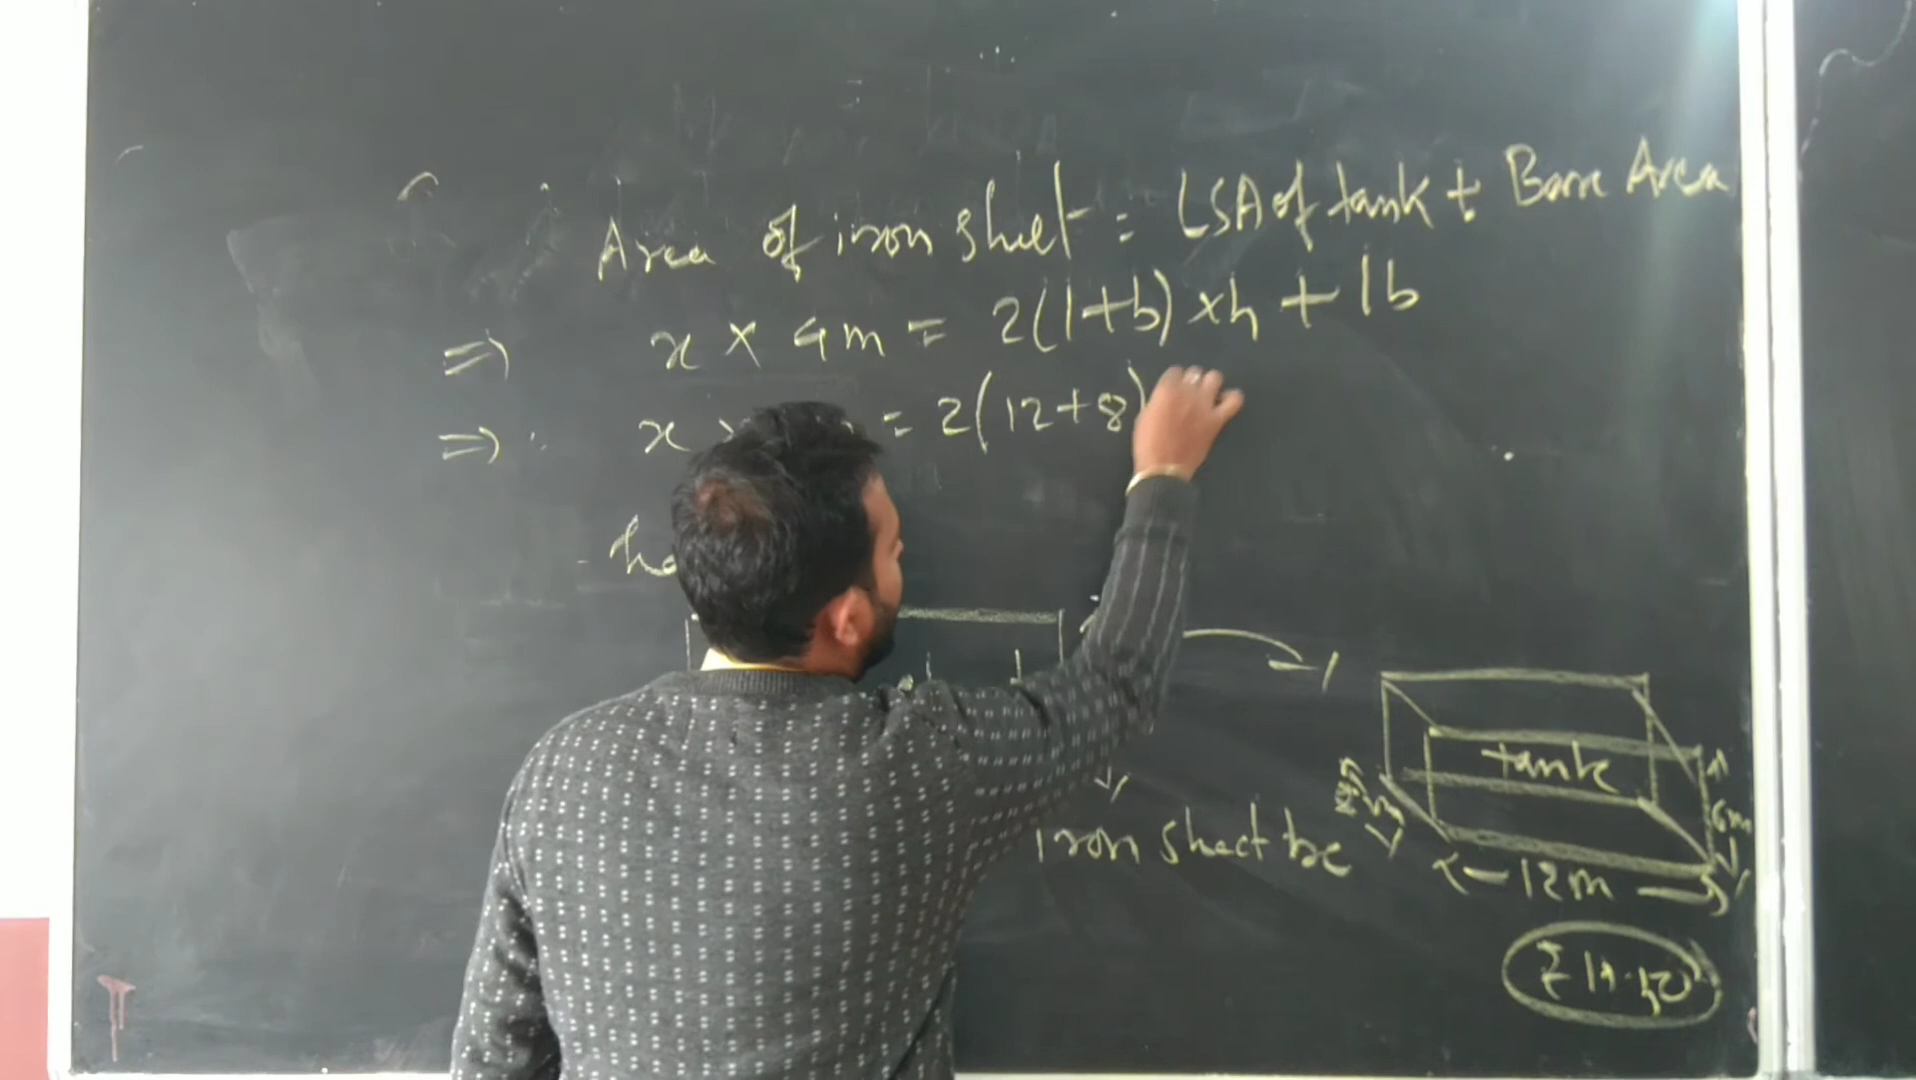 Area of iron sheet = LSA of tank + Base Area
=> x × 4m = 2(l+b)×h + lb
=> x = 2(12+8)
tank
6m
iron sheet be
12m